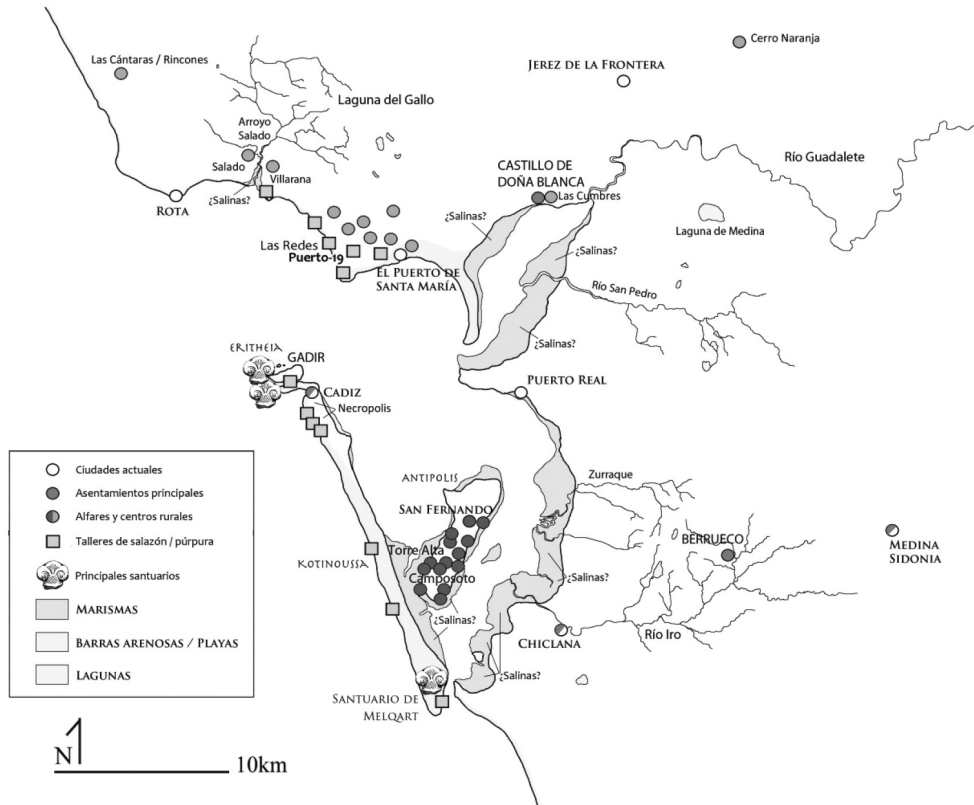 Cerro Naranja
Las Cántaras / Rincones
JEREZ DE LA FRONTERA
Laguna del Gallo
Arroyo
Salado
Río Guadalete
Salado
Villarana
CASTILLO DE
DOÑA BLANCA
Las Cumbres
¿Salinas?
ROTA
¿Salinas?
Laguna de Medina
¿Salinas?
Las Redes
Puerto-19
EL PUERTO DE
SANTA MARÍA
Río San Pedro
¿Salinas?
ERITHEIA
GADIR
PUERTO REAL
CADIZ
Necropolis
Ciudades actuales
Asentamientos principales
Alfares y centros rurales
Talleres de salazón / púrpura
Principales santuarios
MARISMAS
BARRAS ARENOSAS / PLAYAS
LAGUNAS
ANTIPOLIS
Zurraque
SAN FERNANDO
Torre Alta
BERRUECO
MEDINA
SIDONIA
KOTINOUSSA
Camposoto
¿Salinas?
¿Salinas?
CHICLANA
Río Iro
¿Salinas?
SANTUARIO DE
MELQART
N
10km